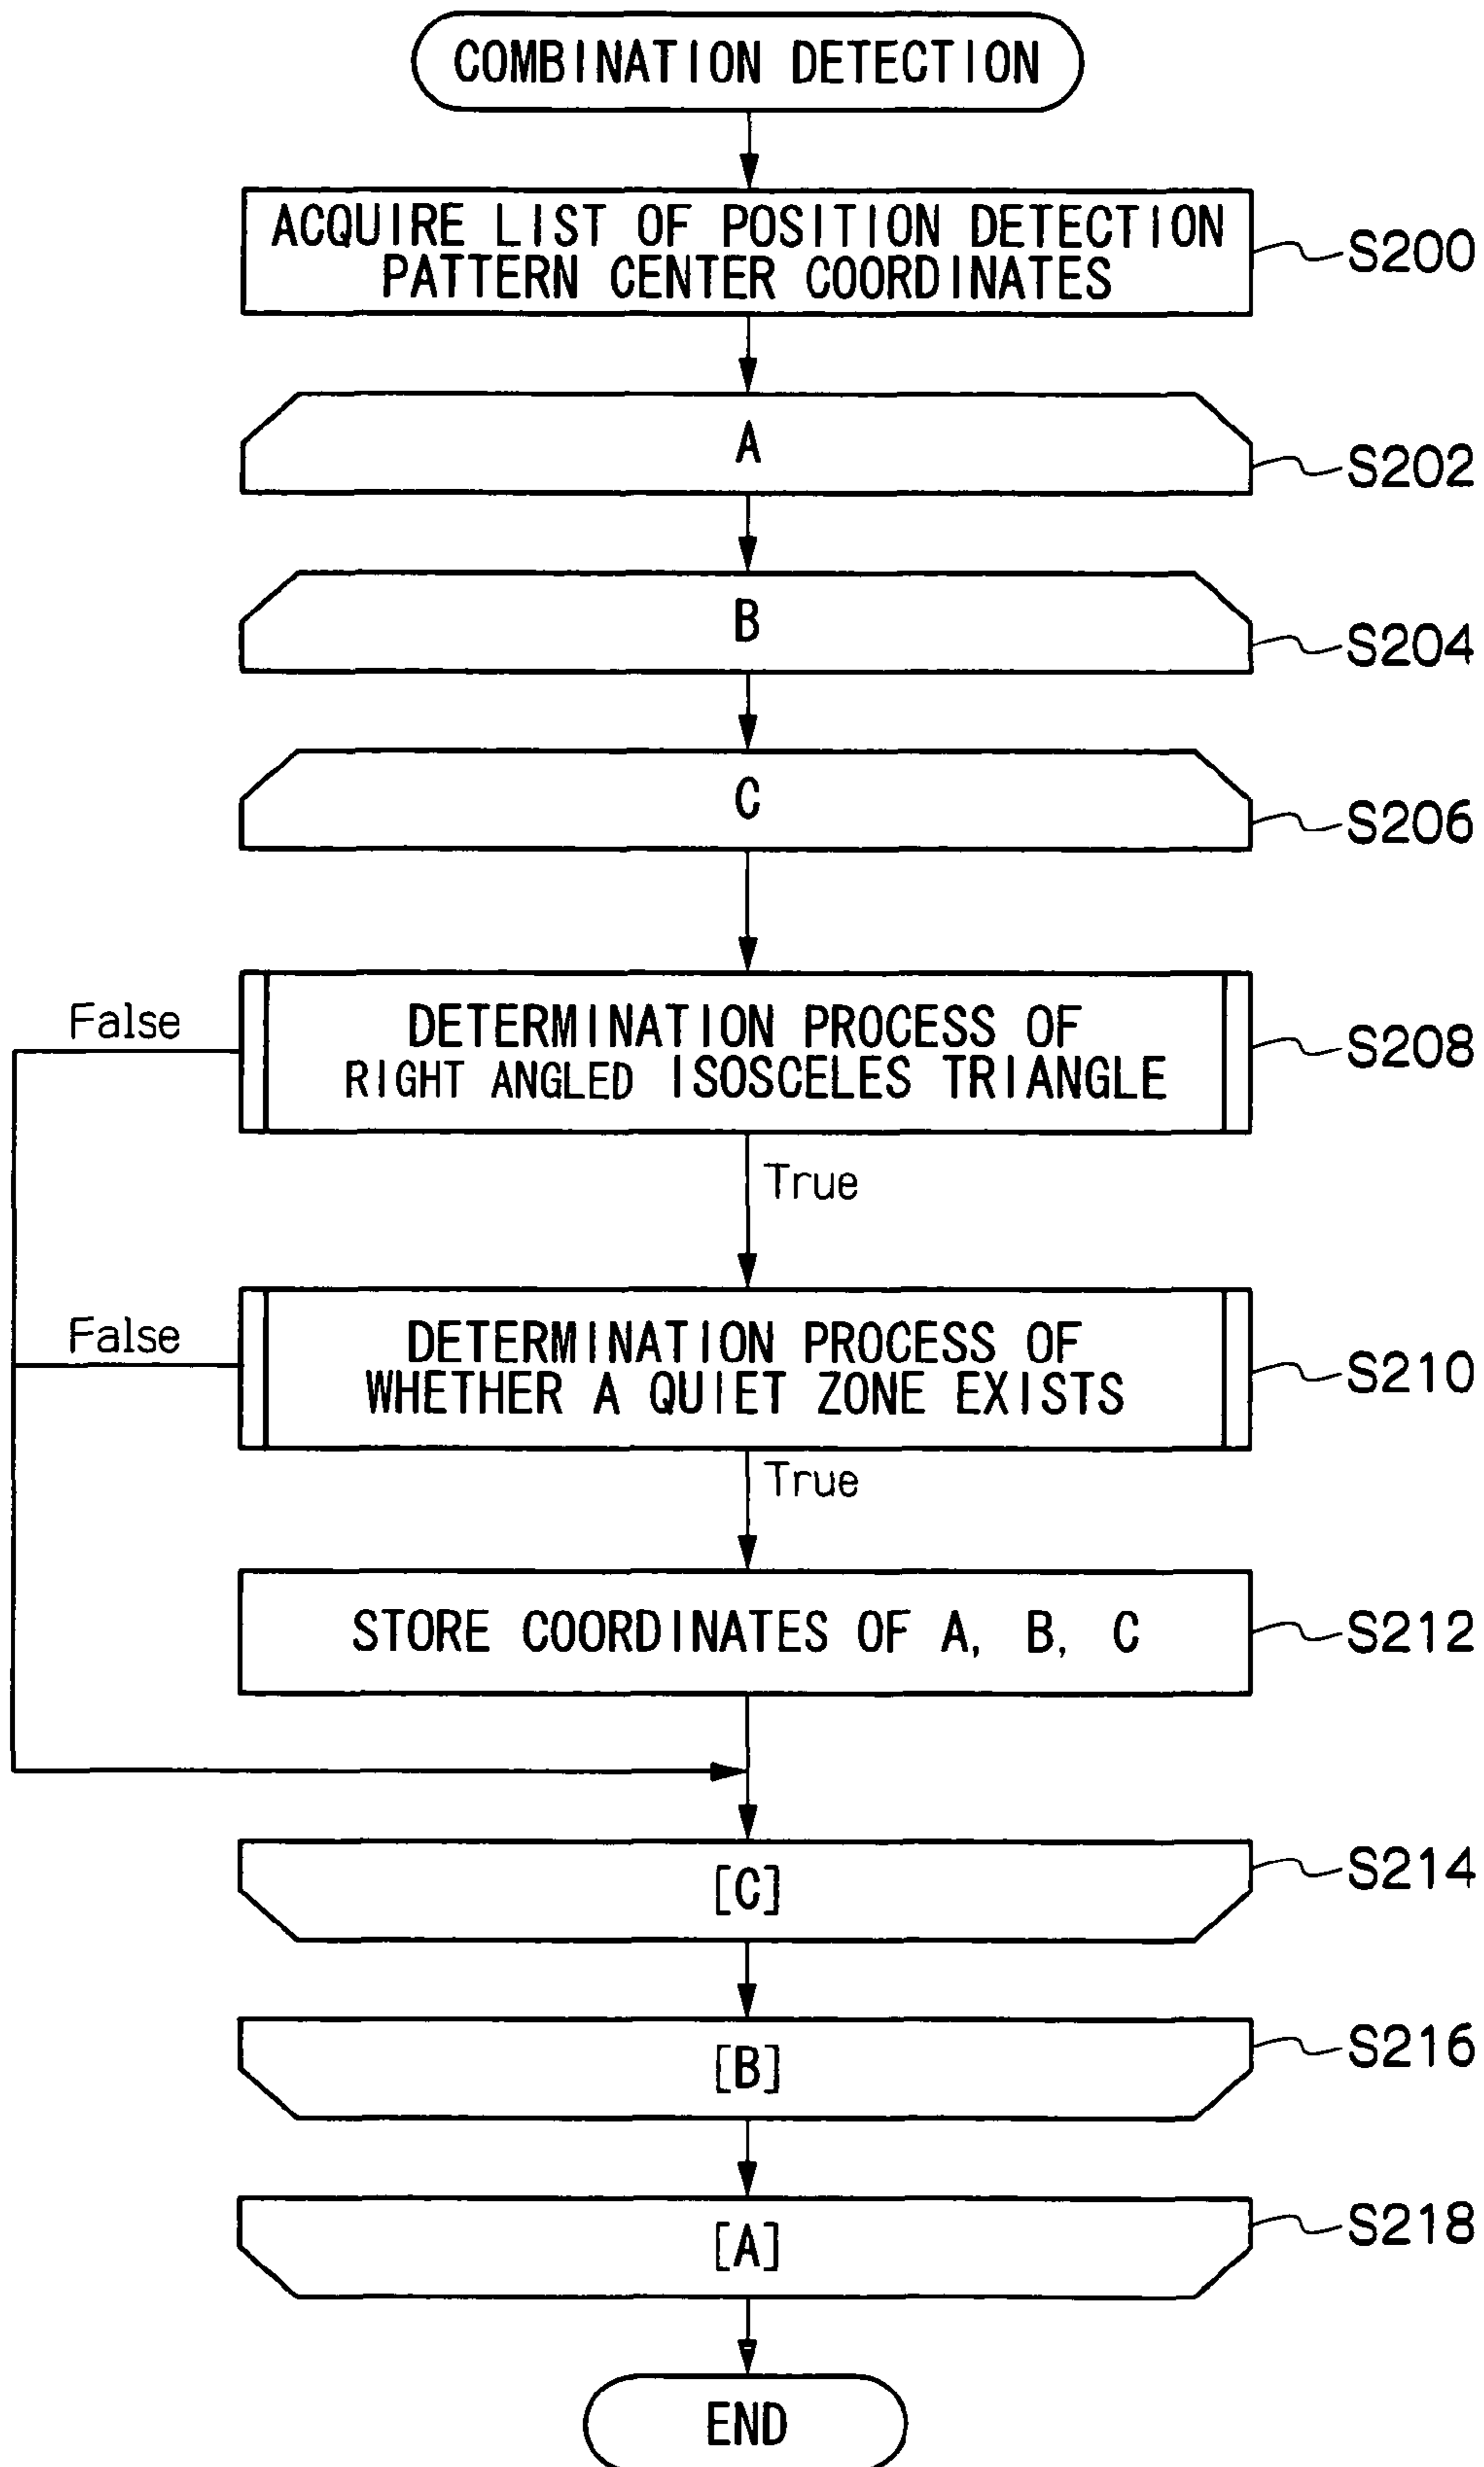 COMBINATION DETECTION
ACQUIRE LIST OF POSITION DETECTION
PATTERN CENTER COORDINATES
S200
A
S202
B
S204
C
S206
False
DETERMINATION PROCESS OF
RIGHT ANGLED ISOSCELES TRIANGLE
S208
True
False
DETERMINATION PROCESS OF
WHETHER A QUIET ZONE EXISTS
S210
True
STORE COORDINATES OF A, B, C
S212
[C]
S214
[B]
S216
[A]
S218
END